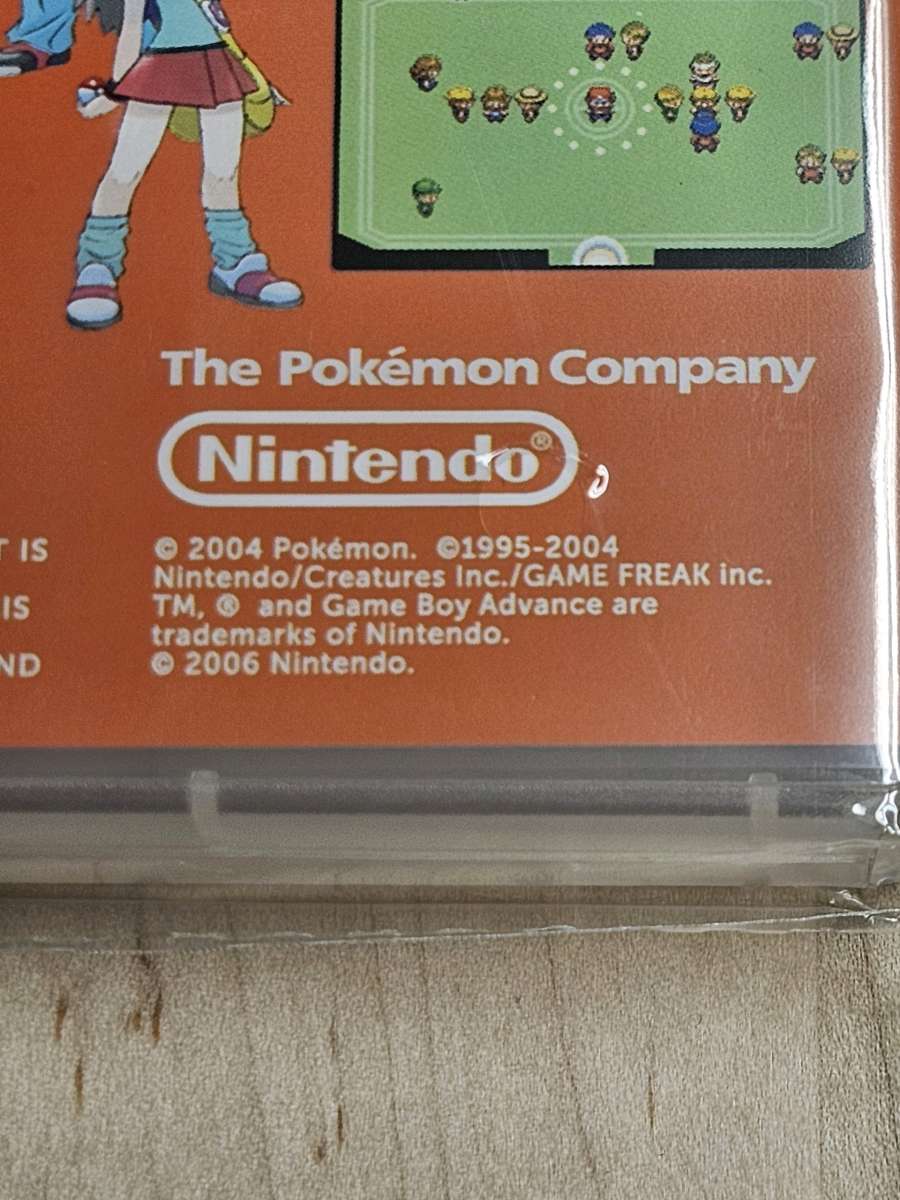 The Pokémon Company
Nintendo®
T IS
© 2004 Pokémon. ©1995-2004
Nintendo/Creatures Inc./GAME FREAK inc.
IS
TM, ® and Game Boy Advance are
trademarks of Nintendo.
ND
© 2006 Nintendo.